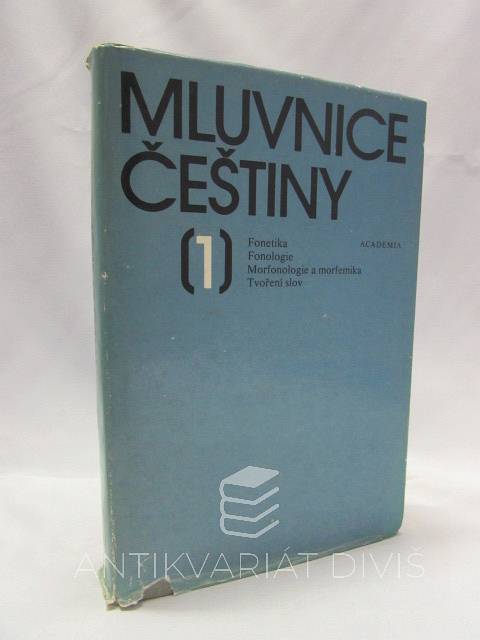 MLUVNICE
ČEŠTINY
(1)
Fonetika
Fonologie
Morfonologie a morfemika
Tvoření slov
ACADEMIA
ANTIKVARIÁT DIVIŠ